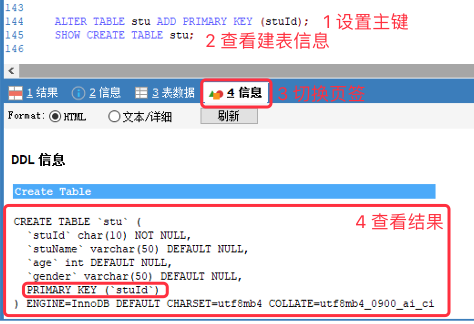 143
144 ALTER TABLE stu ADD PRIMARY KEY (stuId); 1 设置主键
145 SHOW CREATE TABLE stu; 2 查看建表信息
146
1 结果 2 信息 3 表数据 4 信息 3 切换页签
Format: HTML 文本/详细 刷新
DDL 信息
Create Table
CREATE TABLE `stu` ( 4 查看结果
`stuId` char(10) NOT NULL,
`stuName` varchar(50) DEFAULT NULL,
`age` int DEFAULT NULL,
`gender` varchar(50) DEFAULT NULL,
PRIMARY KEY (`stuId`)
) ENGINE=InnoDB DEFAULT CHARSET=utf8mb4 COLLATE=utf8mb4_0900_ai_ci